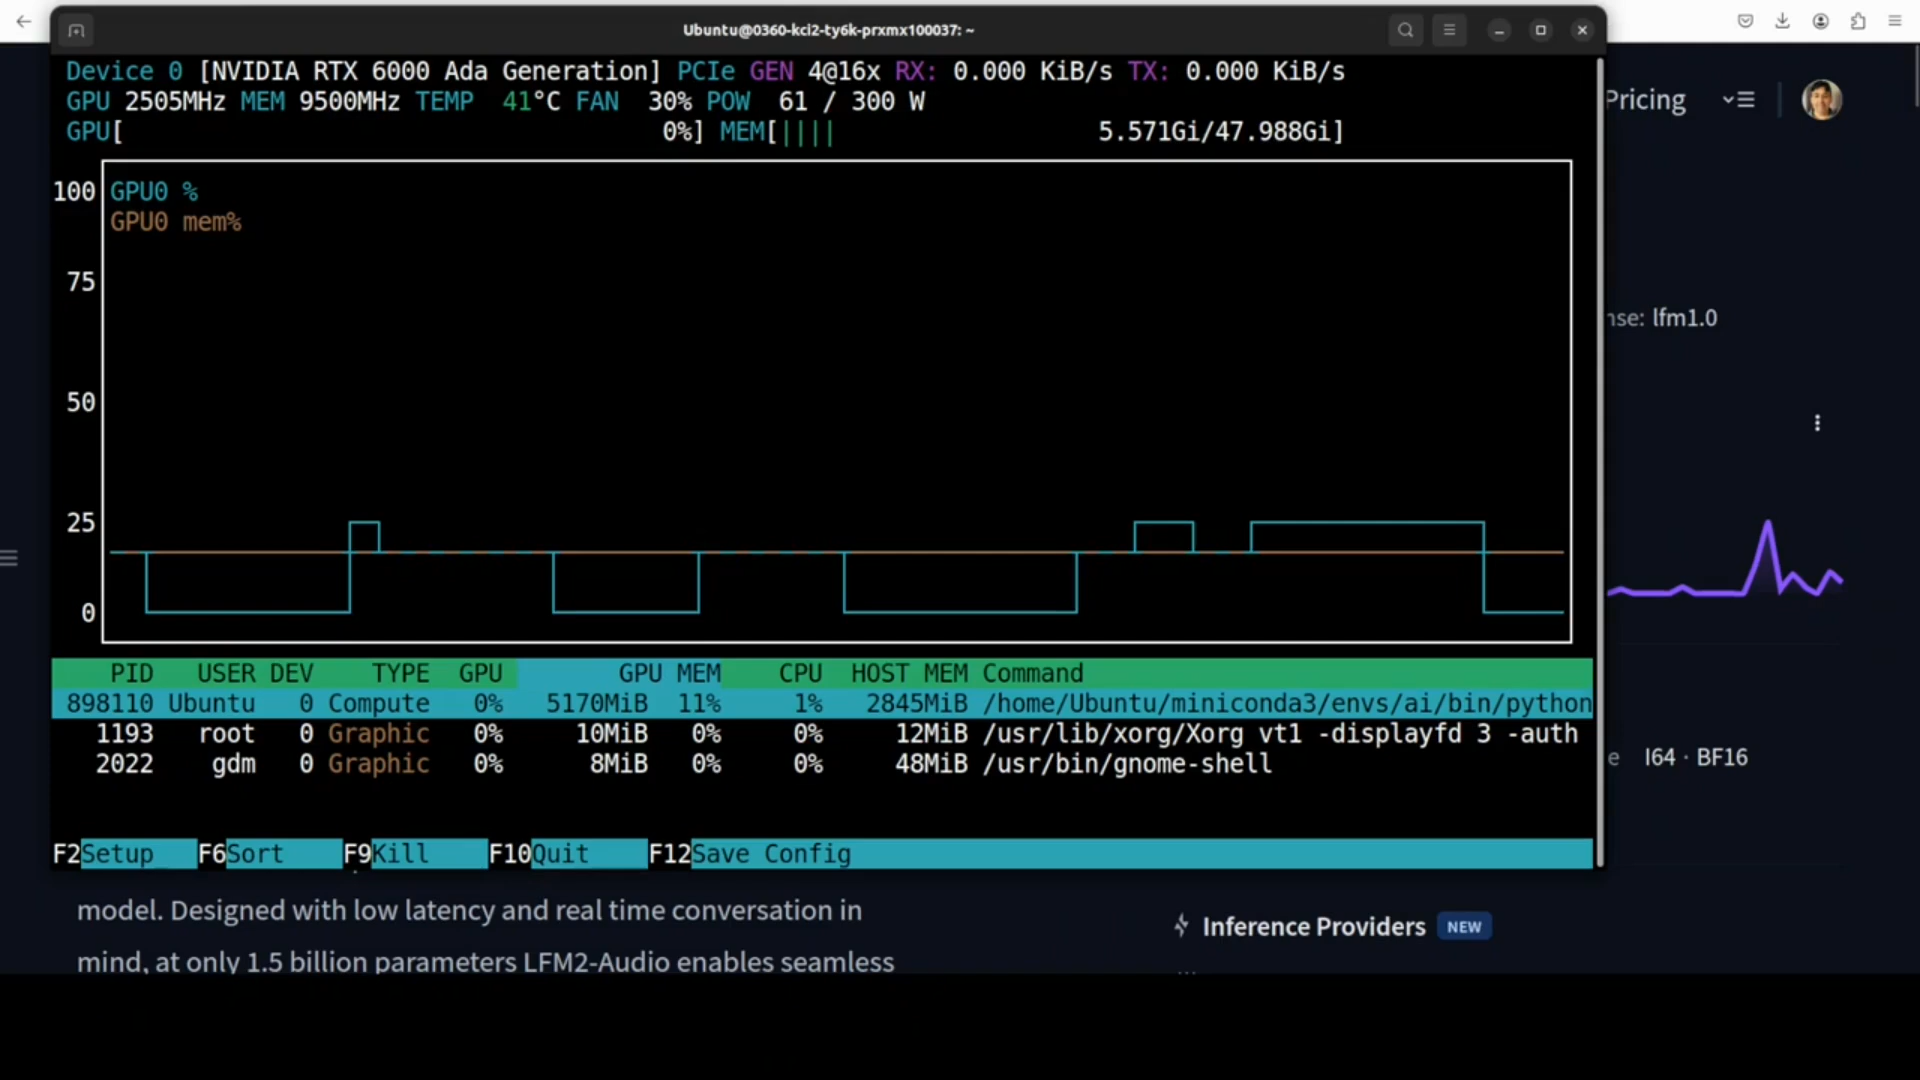 Ubuntu@0360-kci2-ty6k-prxmx100037: ~
Device 0 [NVIDIA RTX 6000 Ada Generation] PCIe GEN 4@16x RX: 0.000 KiB/s TX: 0.000 KiB/s
GPU 2505MHz MEM 9500MHz TEMP 41°C FAN 30% POW 61 / 300 W
GPU[ 0%] MEM[|||| 5.571Gi/47.988Gi]
100
GPU0 %
GPU0 mem%
75
50
25
0
PID USER DEV TYPE GPU GPU MEM CPU HOST MEM Command
898110 Ubuntu 0 Compute 0% 5170MiB 11% 1% 2845MiB /home/Ubuntu/miniconda3/envs/ai/bin/python
1193 root 0 Graphic 0% 10MiB 0% 0% 12MiB /usr/lib/xorg/Xorg vt1 -displayfd 3 -auth
2022 gdm 0 Graphic 0% 8MiB 0% 0% 48MiB /usr/bin/gnome-shell
F2Setup F6Sort F9Kill F10Quit F12Save Config
Pricing
nse: lfm1.0
e I64 · BF16
model. Designed with low latency and real time conversation in
mind, at only 1.5 billion parameters LFM2-Audio enables seamless
Inference Providers NEW